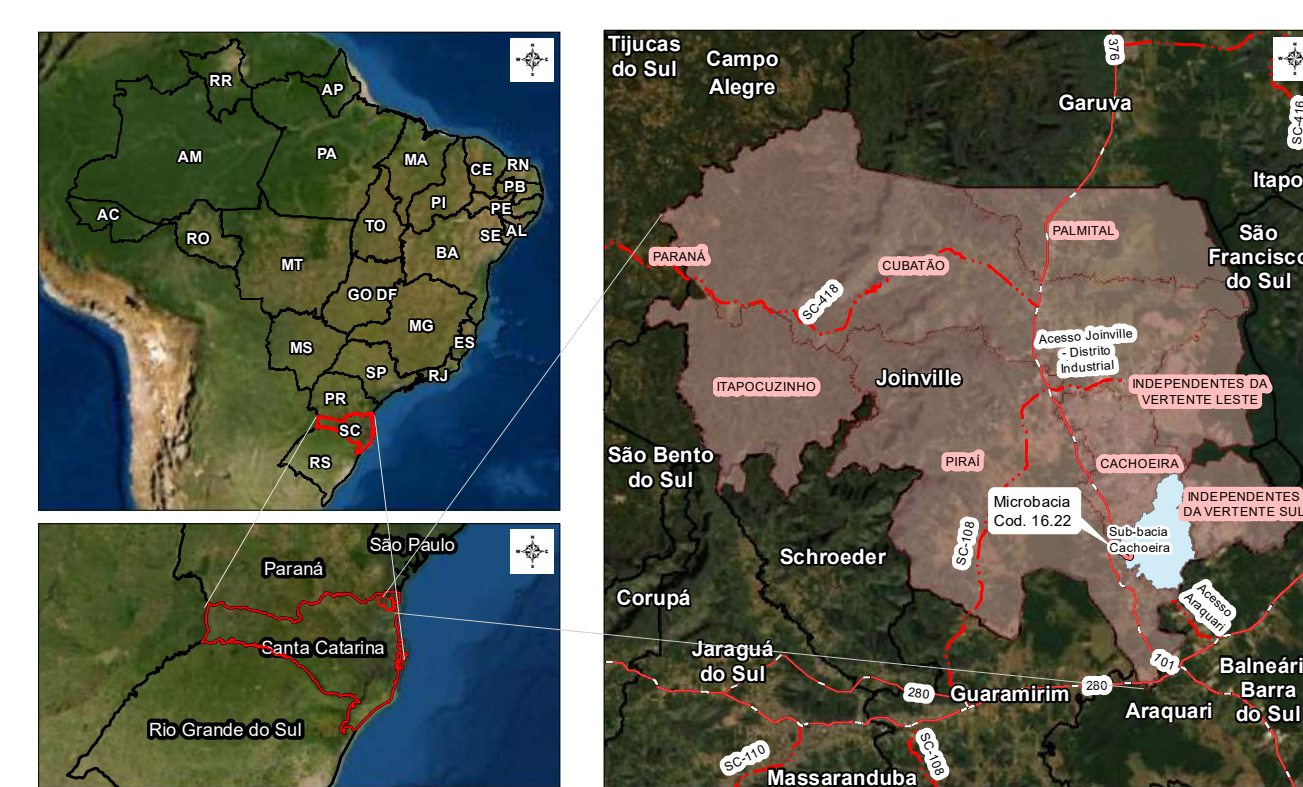 RR
AP
AM
PA
MA
CE
RN
PB
PI
PE
AC
TO
SE
AL
RO
BA
MT
GO
DF
MG
ES
MS
SP
RJ
PR
SC
RS
São Paulo
Paraná
Santa Catarina
Rio Grande do Sul
Tijucas
do Sul
Campo
Alegre
376
Garuva
SC-416
Itapo
PALMITAL
São
Francisco
do Sul
PARANÁ
CUBATÃO
SC-418
Acesso Joinville
- Distrito
Industrial
ITAPOCUZINHO
Joinville
INDEPENDENTES DA
VERTENTE LESTE
São Bento
do Sul
PIRAÍ
CACHOEIRA
INDEPENDENTES
DA VERTENTE SUL
Microbacia
Cod. 16.22
Sub-bacia
Cachoeira
SC-108
Schroeder
Corupá
Acesso
Araquari
Jaraguá
do Sul
101
Balneári
Barra
do Sul
280
Guaramirim
280
Araquari
SC-110
SC-108
Massaranduba